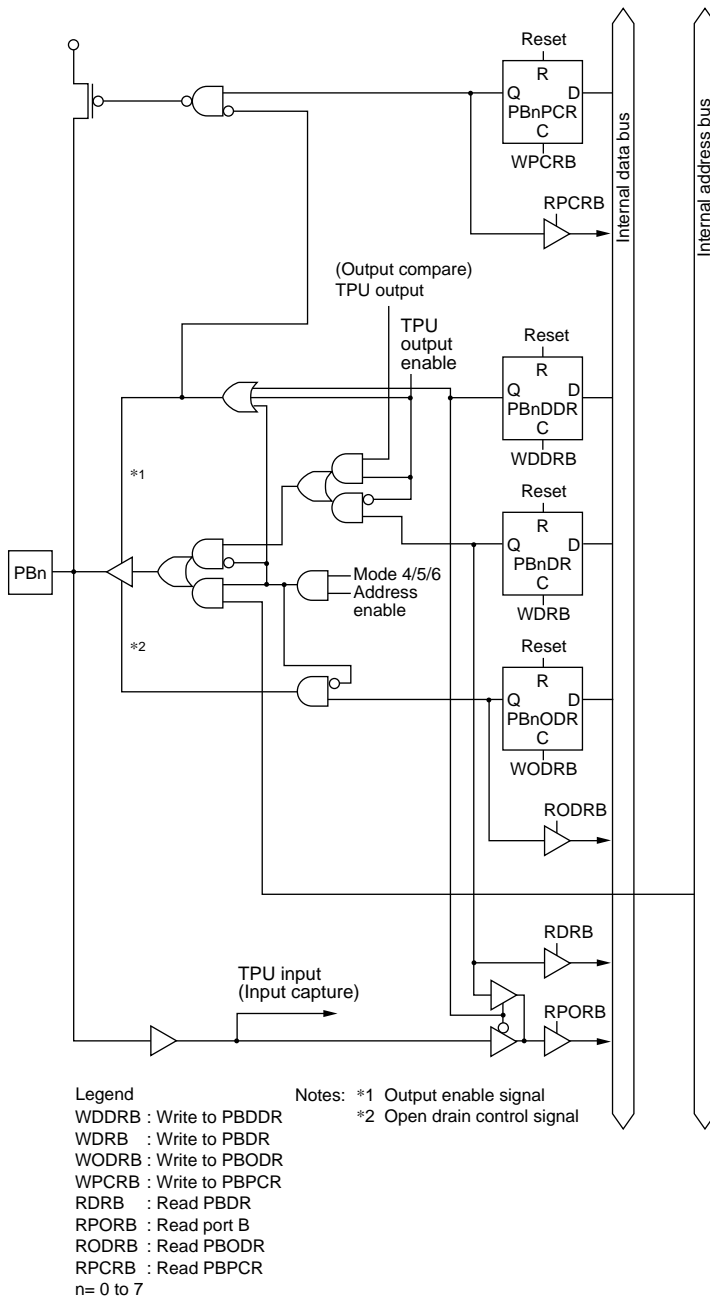 Reset
R
Q D
PBnPCR
C
WPCRB
RPCRB
Internal data bus
Internal address bus
(Output compare)
TPU output
TPU
output
enable
Reset
R
Q D
PBnDDR
C
WDDRB
*1
Reset
R
Q D
PBnDR
C
WDRB
PBn
Mode 4/5/6
Address
enable
*2
Reset
R
Q D
PBnODR
C
WODRB
RODRB
RDRB
TPU input
(Input capture)
RPORB
Legend
WDDRB : Write to PBDDR
WDRB : Write to PBDR
WODRB : Write to PBODR
WPCRB : Write to PBPCR
RDRB : Read PBDR
RPORB : Read port B
RODRB : Read PBODR
RPCRB : Read PBPCR
n= 0 to 7
Notes: *1 Output enable signal
*2 Open drain control signal